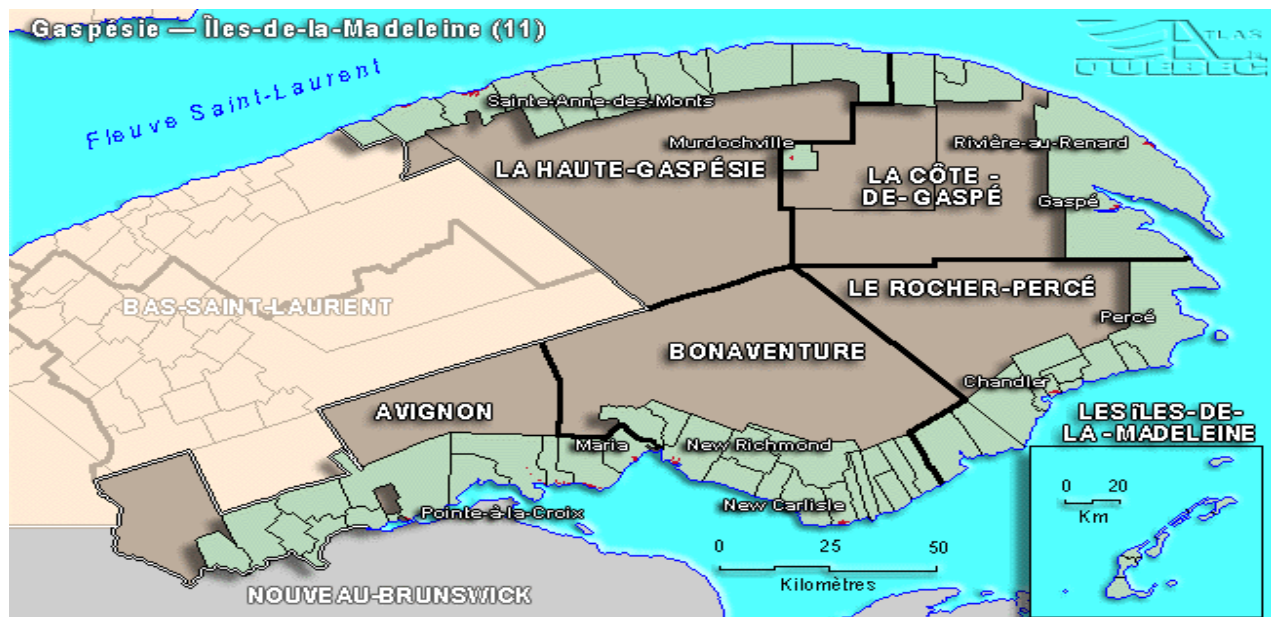 Gaspésie — Îles-de-la-Madeleine (11)
ATLAS
QUÉBEC
Fleuve Saint-Laurent
Sainte-Anne-des-Monts
Murdochville
Rivière-au-Renard
LA HAUTE-GASPÉSIE
LA CÔTE -
DE- GASPÉ
Gaspé
LE ROCHER-PERCÉ
BAS-SAINT-LAURENT
Percé
BONAVENTURE
Chandler
AVIGNON
LES ÎLES-DE-
LA -MADELEINE
Maria
New Richmond
0 20
Km
New Carlisle
Pointe-à-la-Croix
0 25 50
Kilomètres
NOUVEAU-BRUNSWICK